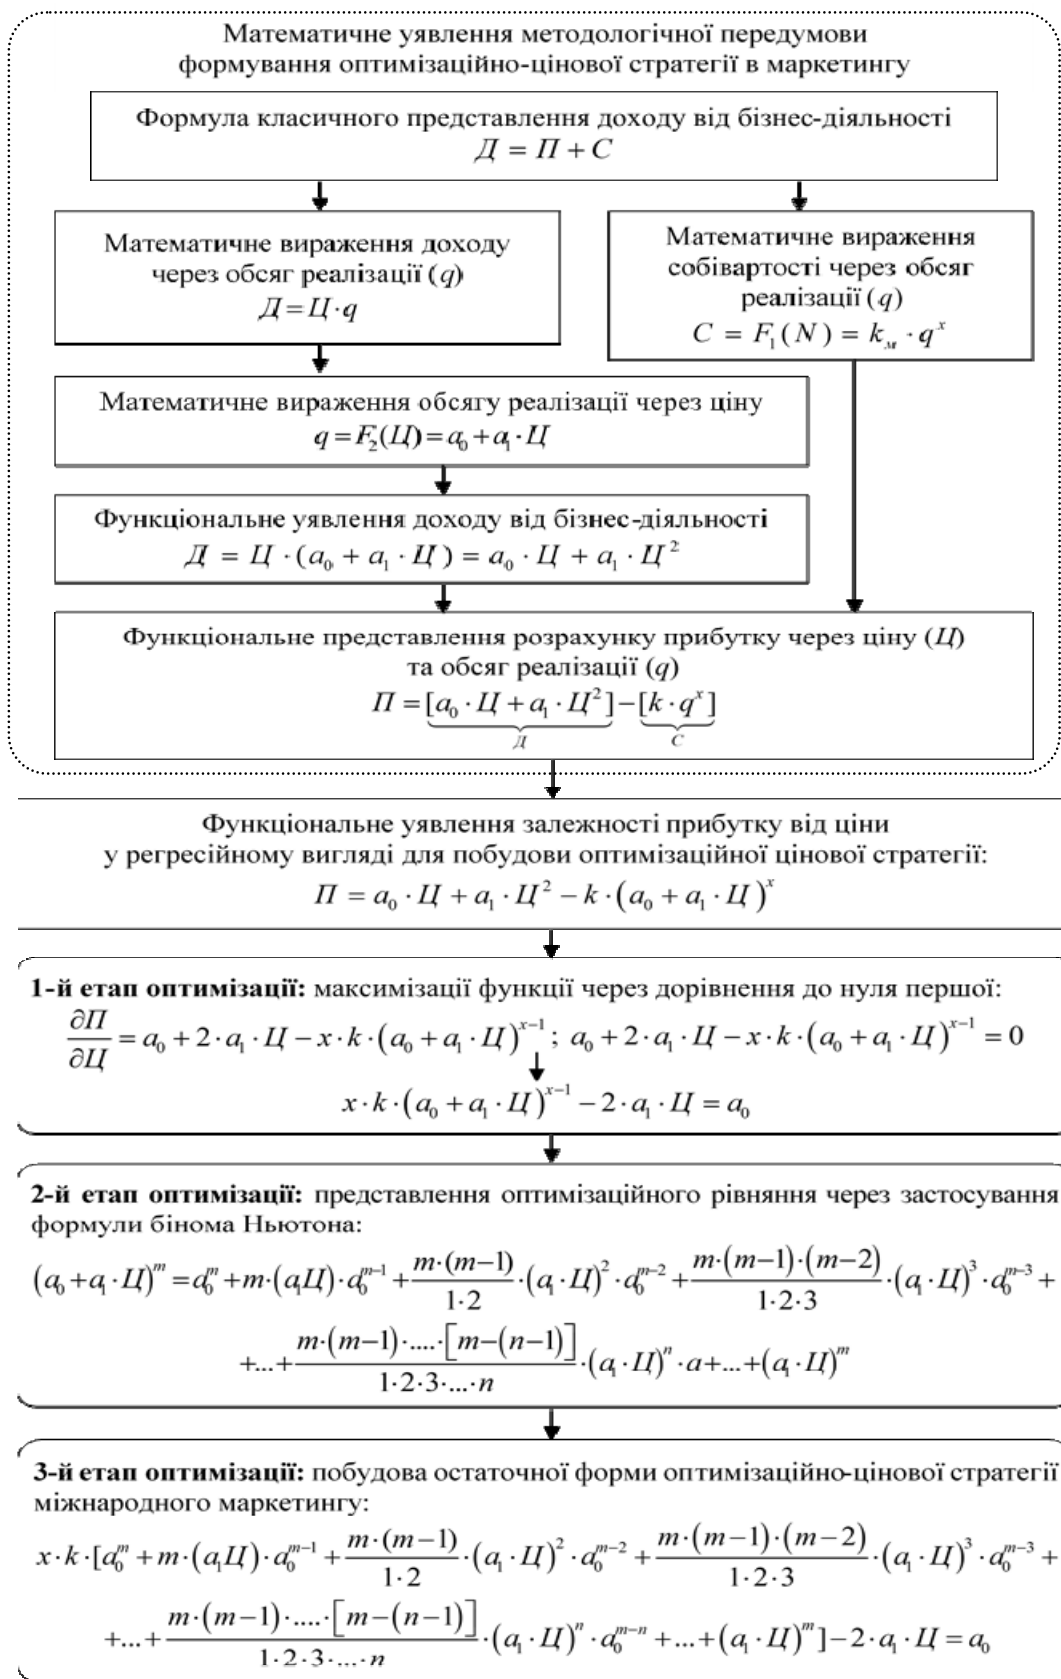 Математичне уявлення методологічної передумови
формування оптимізаційно-цінової стратегії в маркетингу
Формула класичного представлення доходу від бізнес-діяльності
Д = П + С
Математичне вираження доходу
через обсяг реалізації (q)
Д = Ц · q
Математичне вираження
собівартості через обсяг
реалізації (q)
C = F₁(N) = kₘ · qˣ
Математичне вираження обсягу реалізації через ціну
q = F₂(Ц) = a₀ + a₁ · Ц
Функціональне уявлення доходу від бізнес-діяльності
Д = Ц · (a₀ + a₁ · Ц) = a₀ · Ц + a₁ · Ц²
Функціональне представлення розрахунку прибутку через ціну (Ц)
та обсяг реалізації (q)
П = [a₀ · Ц + a₁ · Ц²] − [k · qˣ]
Д C
Функціональне уявлення залежності прибутку від ціни
у регресійному вигляді для побудови оптимізаційної цінової стратегії:
П = a₀ · Ц + a₁ · Ц² − k · (a₀ + a₁ · Ц)ˣ
1-й етап оптимізації: максимізації функції через дорівнення до нуля першої:
∂П/∂Ц = a₀ + 2 · a₁ · Ц − x · k · (a₀ + a₁ · Ц)ˣ⁻¹; a₀ + 2 · a₁ · Ц − x · k · (a₀ + a₁ · Ц)ˣ⁻¹ = 0
x · k · (a₀ + a₁ · Ц)ˣ⁻¹ − 2 · a₁ · Ц = a₀
2-й етап оптимізації: представлення оптимізаційного рівняння через застосування
формули бінома Ньютона:
(a₀ + a₁ · Ц)^m = a₀^m + m · (a₁Ц) · a₀^(m−1) + m·(m−1)/1·2 · (a₁ · Ц)² · a₀^(m−2) + m·(m−1)·(m−2)/1·2·3 · (a₁ · Ц)³ · a₀^(m−3) +
+...+ m·(m−1)·....·[m−(n−1)]/1·2·3·...·n · (a₁ · Ц)^n · a +...+ (a₁ · Ц)^m
3-й етап оптимізації: побудова остаточної форми оптимізаційно-цінової стратегії
міжнародного маркетингу:
x · k · [a₀^m + m · (a₁Ц) · a₀^(m−1) + m·(m−1)/1·2 · (a₁ · Ц)² · a₀^(m−2) + m·(m−1)·(m−2)/1·2·3 · (a₁ · Ц)³ · a₀^(m−3) +
+...+ m·(m−1)·....·[m−(n−1)]/1·2·3·...·n · (a₁ · Ц)^n · a₀^(m−n) +...+ (a₁ · Ц)^m] − 2 · a₁ · Ц = a₀